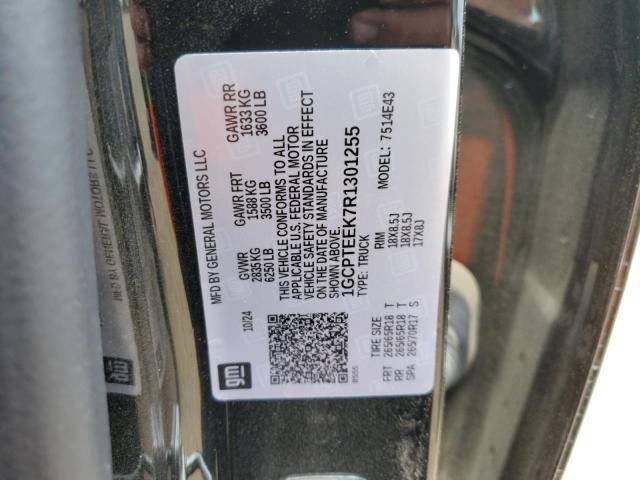 MFD BY GENERAL MOTORS LLC
10/24
GVWR
2835 KG
6250 LB
GAWR FRT
1588 KG
3500 LB
GAWR RR
1633 KG
3600 LB
THIS VEHICLE CONFORMS TO ALL
APPLICABLE U.S. FEDERAL MOTOR
VEHICLE SAFETY STANDARDS IN EFFECT
ON THE DATE OF MANUFACTURE
SHOWN ABOVE.
1GCPTEEK7R1301255
TYPE: TRUCK
MODEL: 7514E43
gm
TIRE SIZE RIM
FRT 265/65R18 T 18X8.5J
RR 265/65R18 T 18X8.5J
SPA 265/70R17 S 17X8J